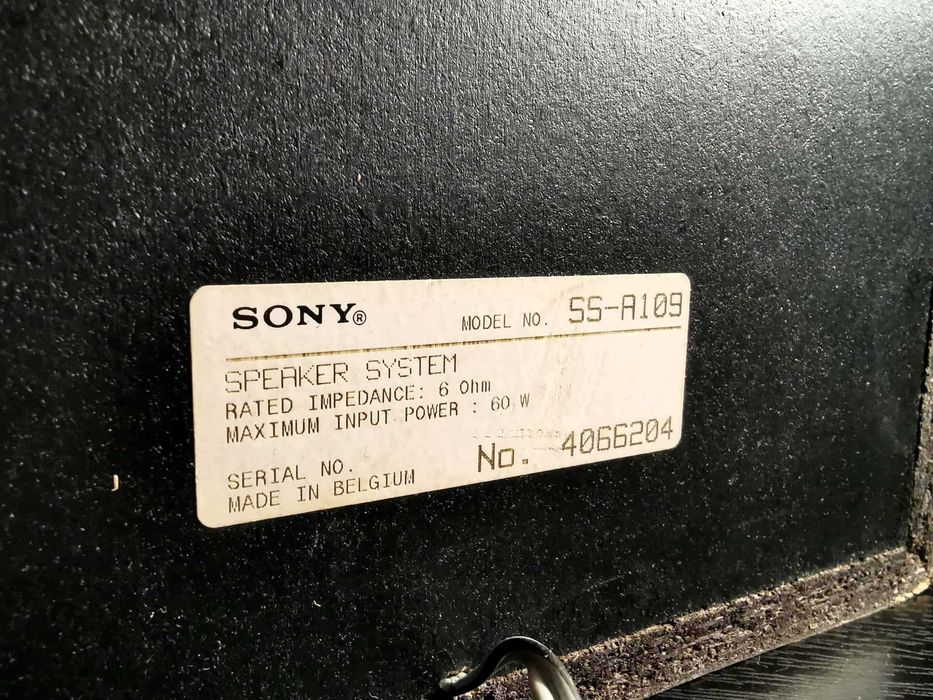 SONY®
MODEL NO. SS-A109
SPEAKER SYSTEM
RATED IMPEDANCE: 6 Ohm
MAXIMUM INPUT POWER : 60 W
SERIAL NO. No. 4066204
MADE IN BELGIUM